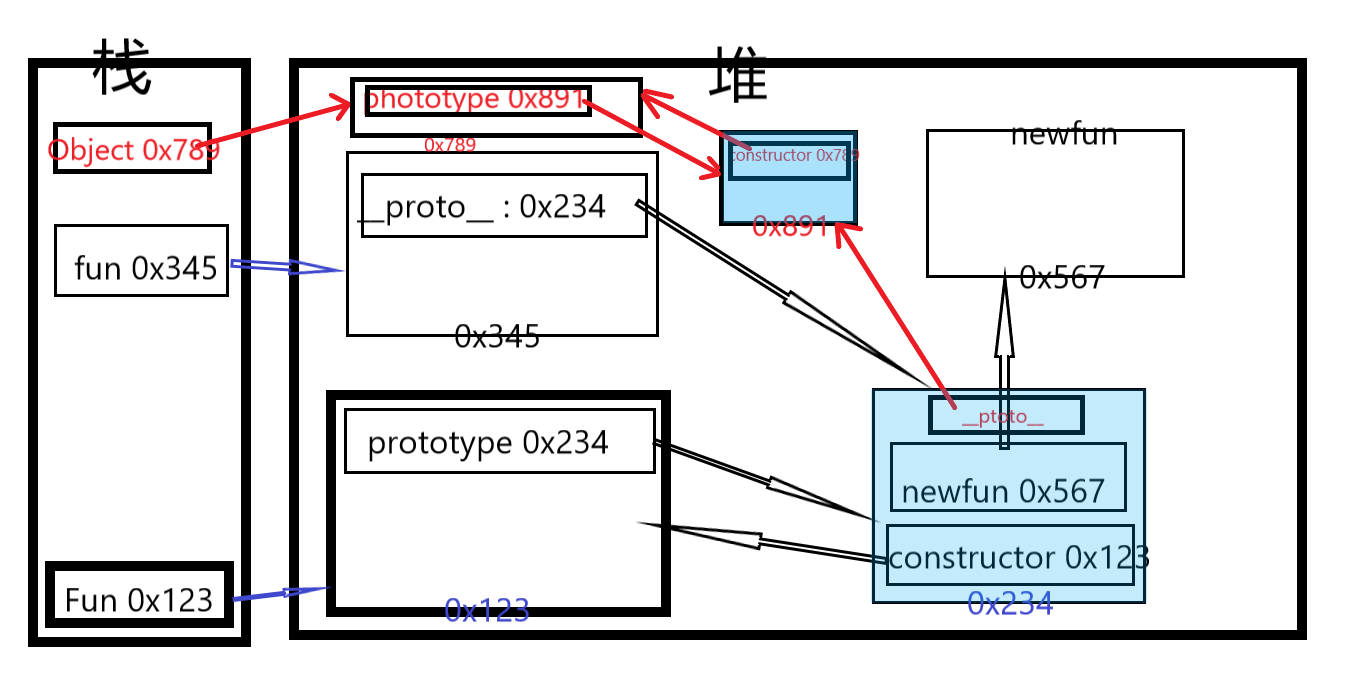 栈
堆
Object 0x789
phototype 0x891
0x789
constructor 0x789
0x891
newfun
0x567
fun 0x345
__proto__ : 0x234
0x345
prototype 0x234
__ptoto__
newfun 0x567
constructor 0x123
0x234
Fun 0x123
0x123